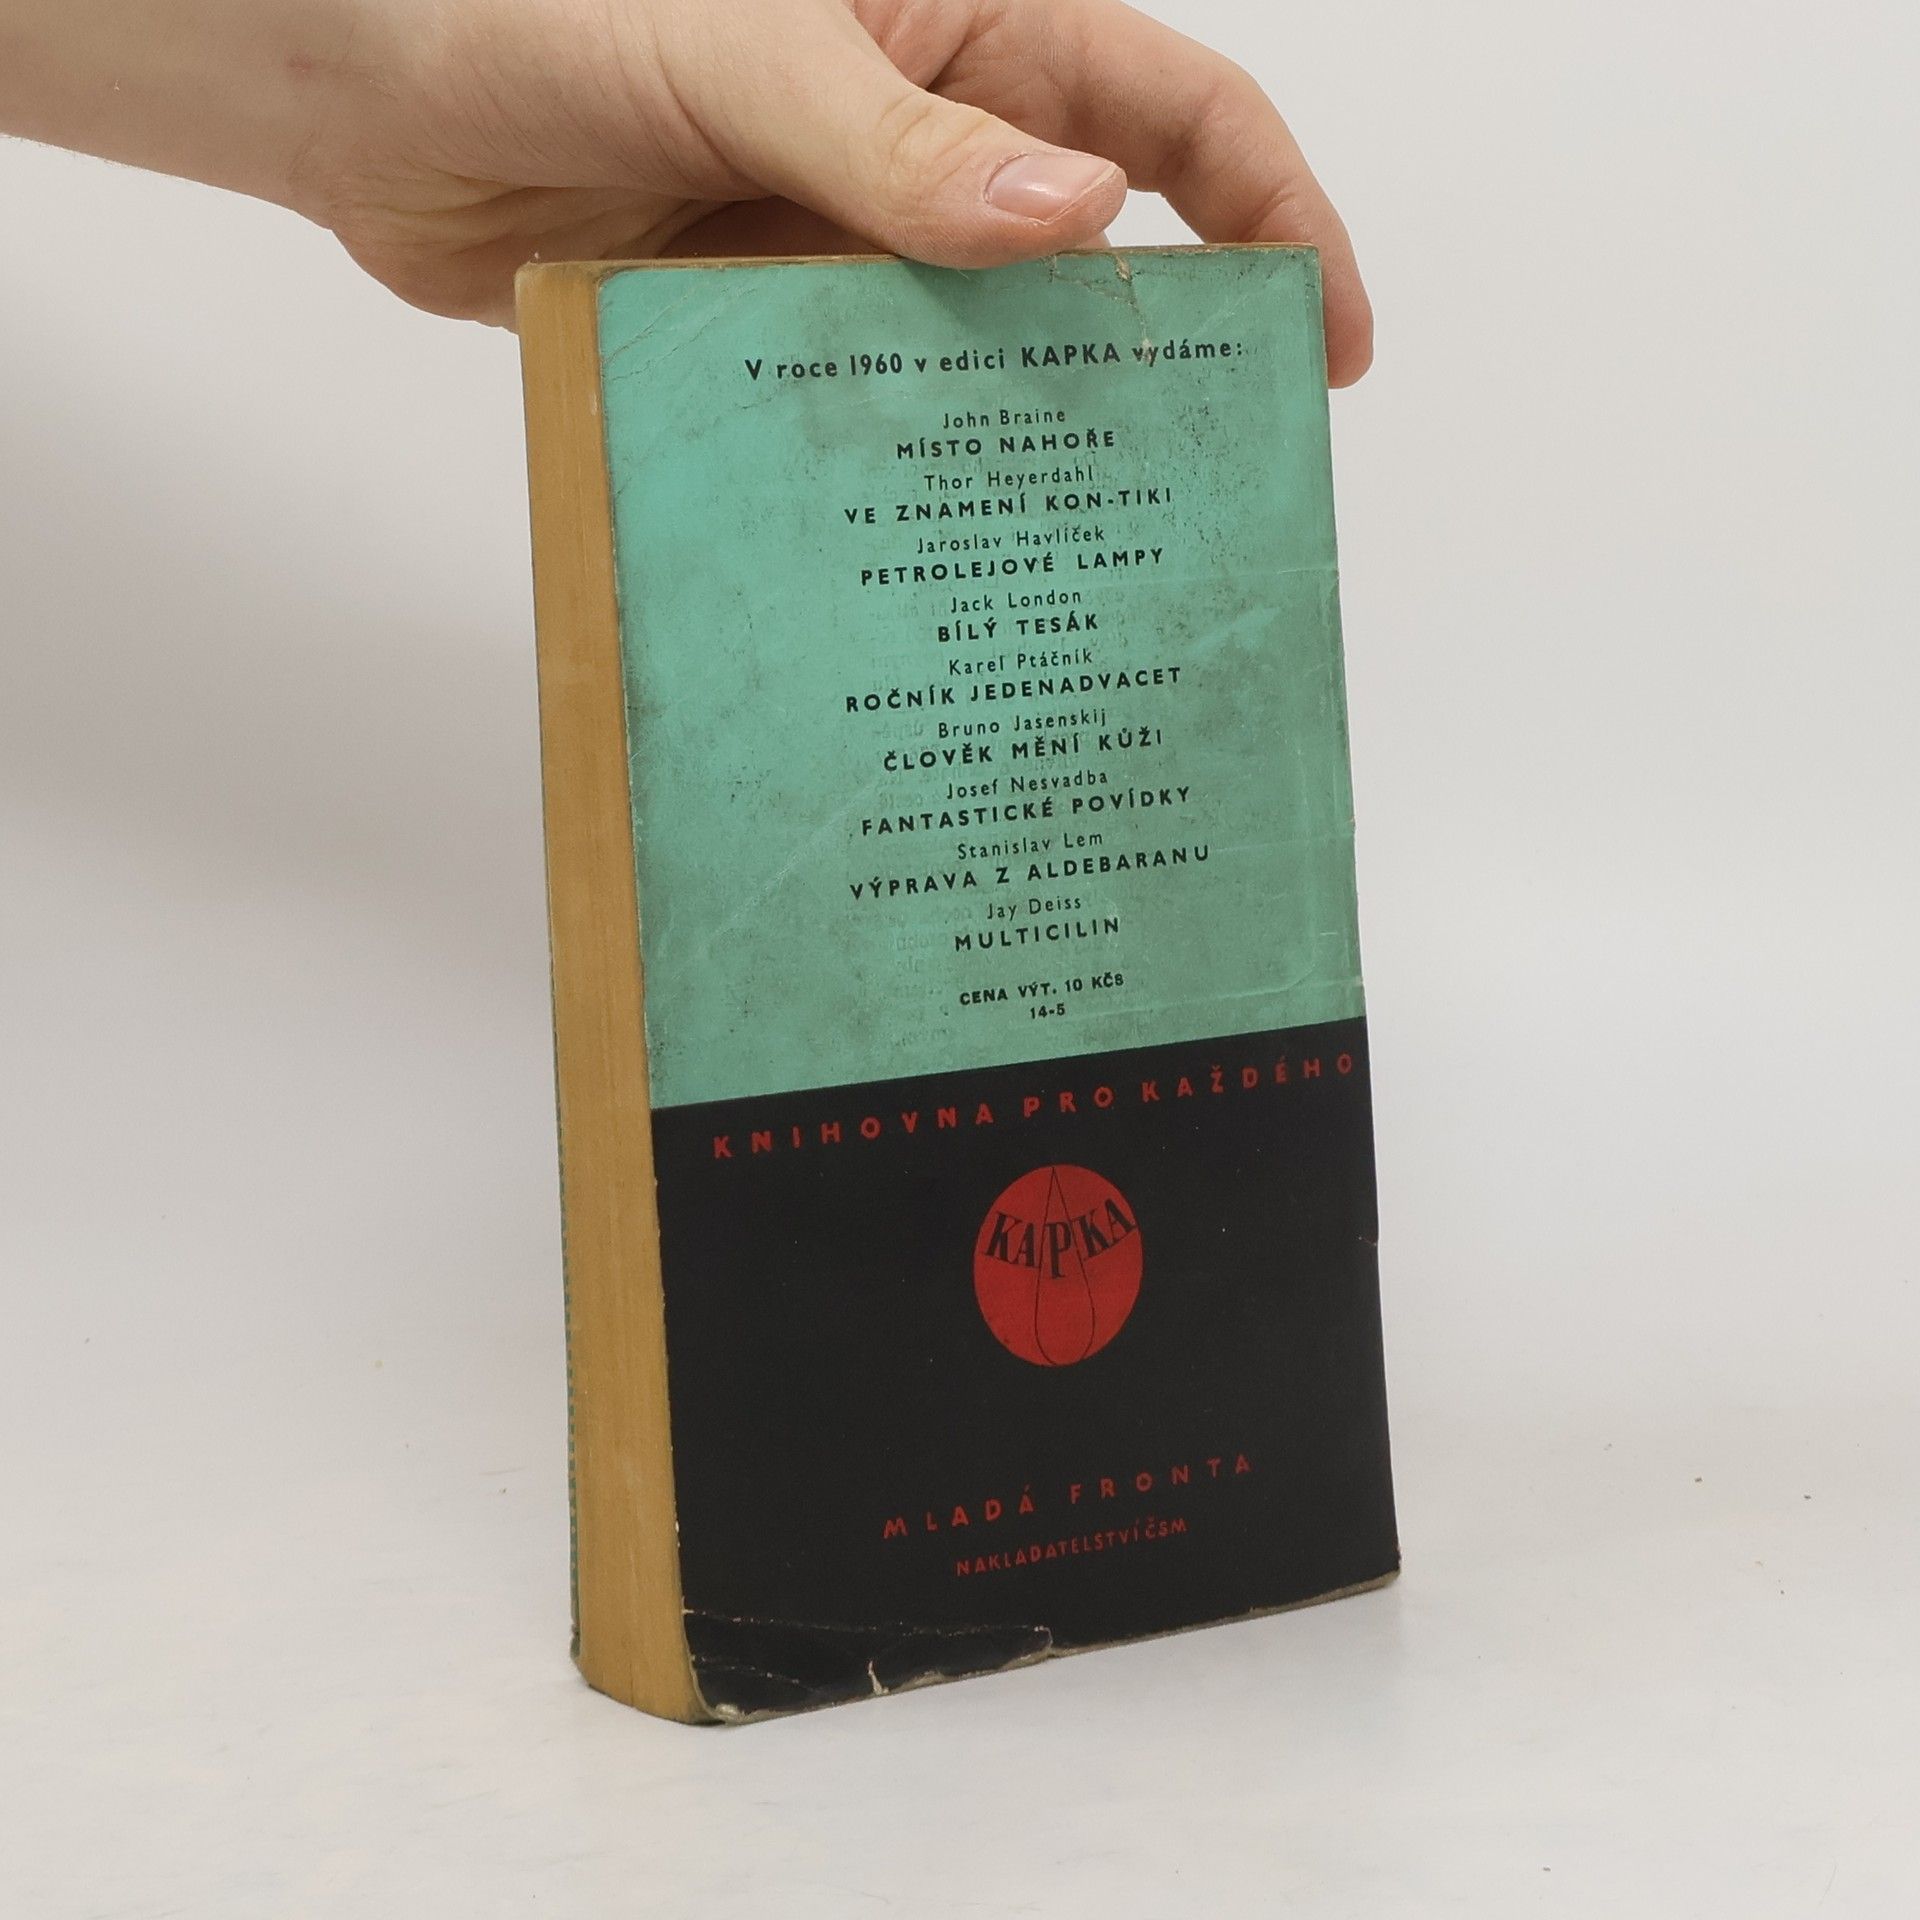 V roce 1960 v edici KAPKA vydáme:
John Braine
MÍSTO NAHOŘE
Thor Heyerdahl
VE ZNAMENÍ KON-TIKI
Jaroslav Havlíček
PETROLEJOVÉ LAMPY
Jack London
BÍLÝ TESÁK
Karel Ptáčník
ROČNÍK JEDENADVACET
Bruno Jasenskij
ČLOVĚK MĚNÍ KŮŽI
Josef Nesvadba
FANTASTICKÉ POVÍDKY
Stanislav Lem
VÝPRAVA Z ALDEBARANU
Jay Deiss
MULTICILIN
CENA VÝT. 10 KČS
14-5
KNIHOVNA PRO KAŽDÉHO
KAPKA
MLADÁ FRONTA
NAKLADATELSTVÍ ČSM